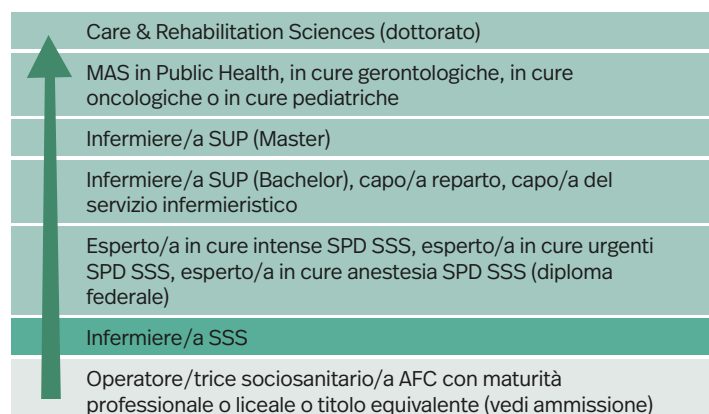 Care & Rehabilitation Sciences (dottorato)
MAS in Public Health, in cure gerontologiche, in cure
oncologiche o in cure pediatriche
Infermiere/a SUP (Master)
Infermiere/a SUP (Bachelor), capo/a reparto, capo/a del
servizio infermieristico
Esperto/a in cure intense SPD SSS, esperto/a in cure urgenti
SPD SSS, esperto/a in cure anestesia SPD SSS (diploma
federale)
Infermiere/a SSS
Operatore/trice sociosanitario/a AFC con maturità
professionale o liceale o titolo equivalente (vedi ammissione)